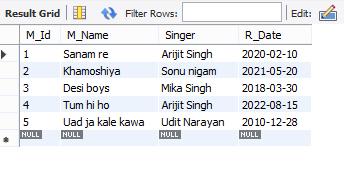 Result Grid Filter Rows: Edit:
M_Id M_Name Singer R_Date
1 Sanam re Arijit Singh 2020-02-10
2 Khamoshiya Sonu nigam 2021-05-20
3 Desi boys Mika Singh 2018-03-30
4 Tum hi ho Arijit Singh 2022-08-15
5 Uad ja kale kawa Udit Narayan 2010-12-28
NULL NULL NULL NULL